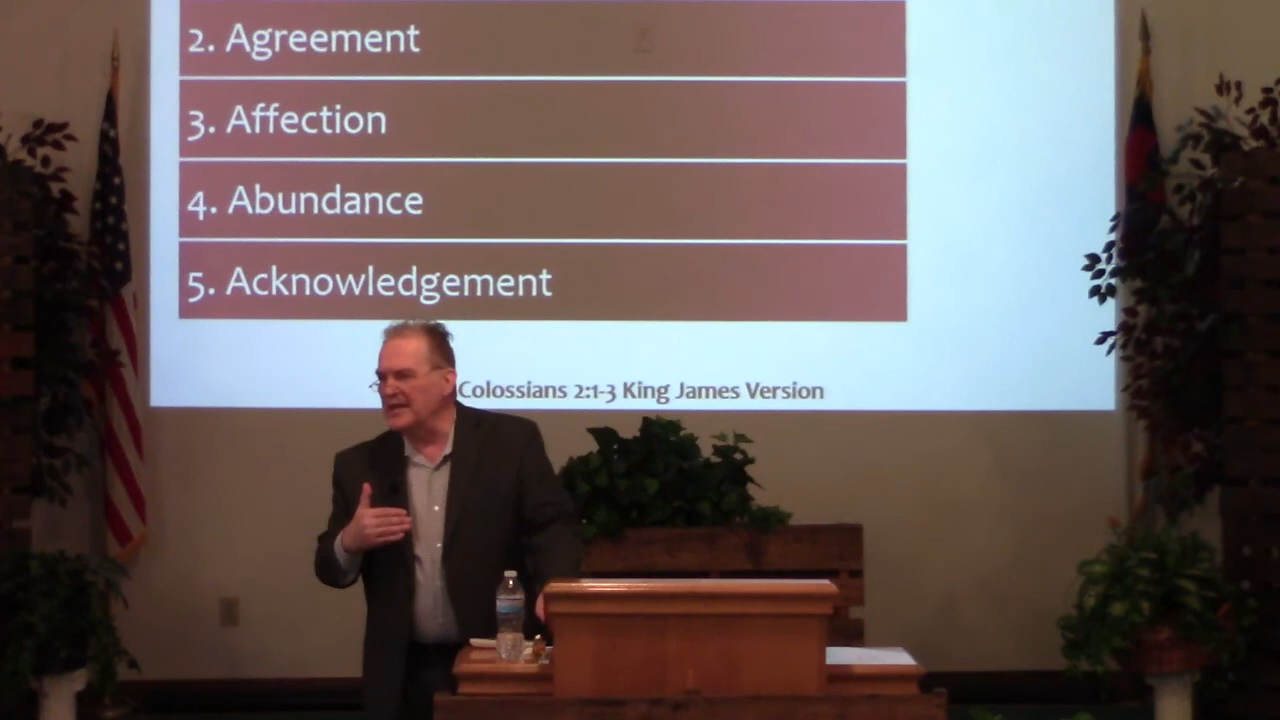 2. Agreement
3. Affection
4. Abundance
5. Acknowledgement
Colossians 2:1-3 King James Version